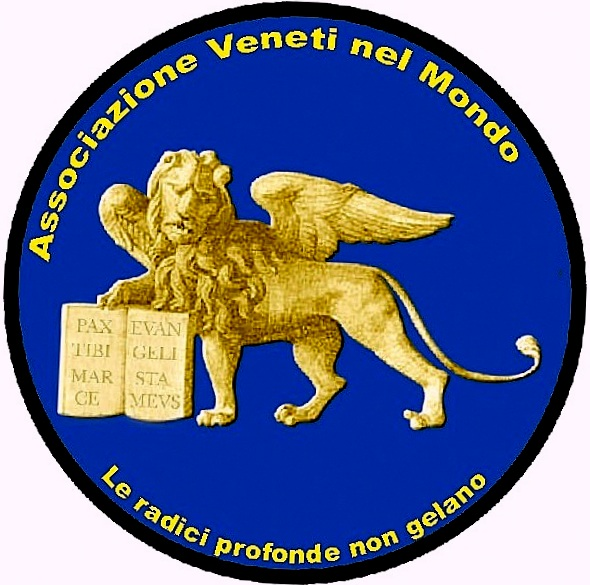 Associazione Veneti nel Mondo
PAX
TIBI
MAR
CE
EVAN
GELI
STA
MEVS
Le radici profonde non gelano